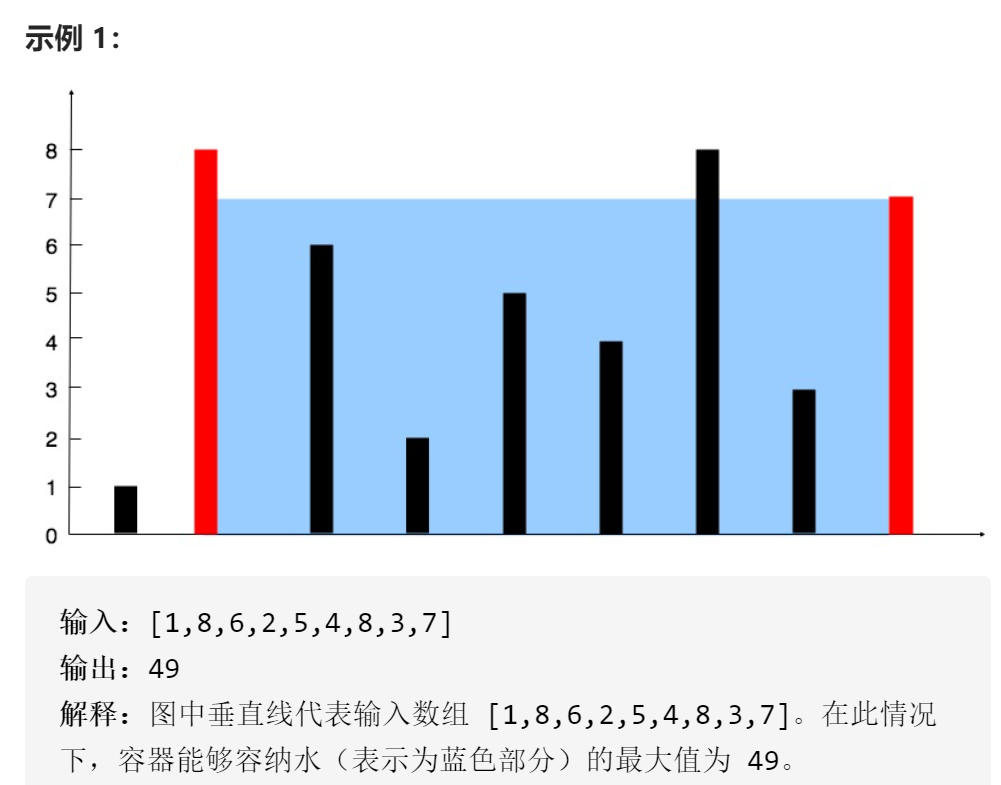 示例 1：
8
7
6
5
4
3
2
1
0
输入：[1,8,6,2,5,4,8,3,7]
输出：49
解释：图中垂直线代表输入数组 [1,8,6,2,5,4,8,3,7]。在此情况
下，容器能够容纳水（表示为蓝色部分）的最大值为 49。